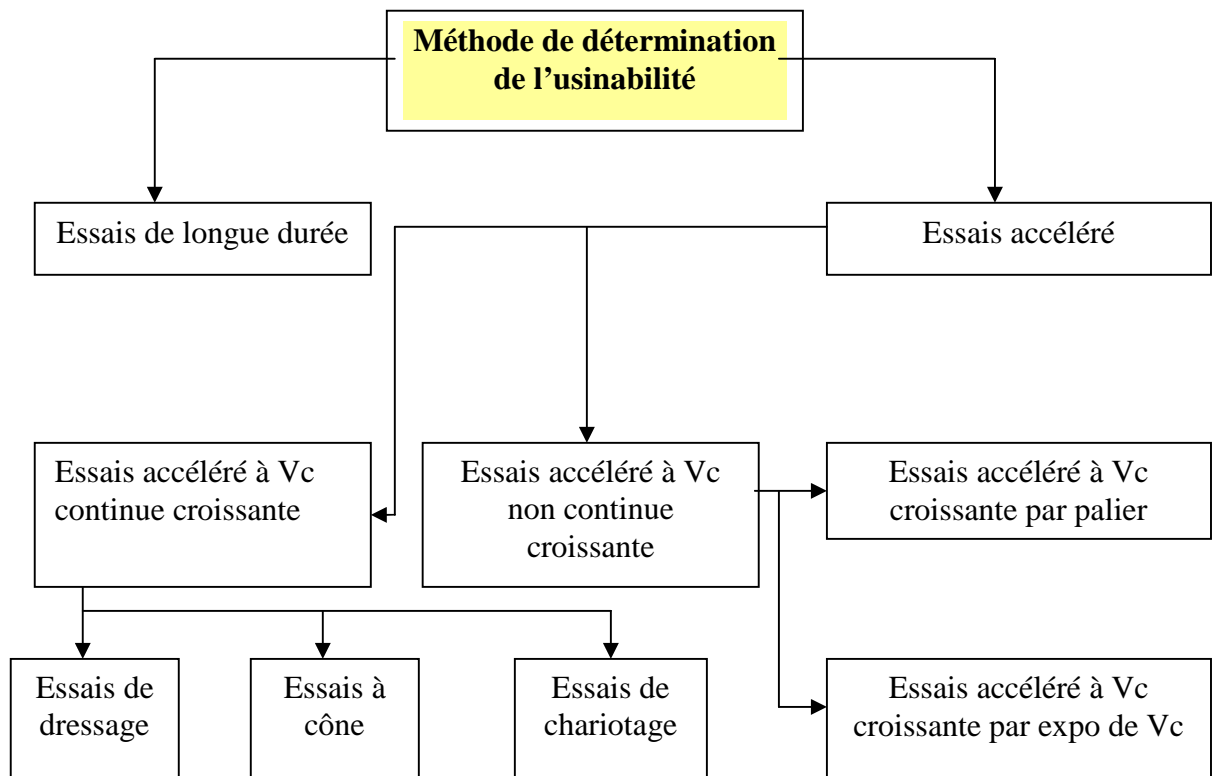 Méthode de détermination
de l’usinabilité
Essais de longue durée
Essais accéléré
Essais accéléré à Vc
continue croissante
Essais accéléré à Vc
non continue
croissante
Essais accéléré à Vc
croissante par palier
Essais de
dressage
Essais à
cône
Essais de
chariotage
Essais accéléré à Vc
croissante par expo de Vc